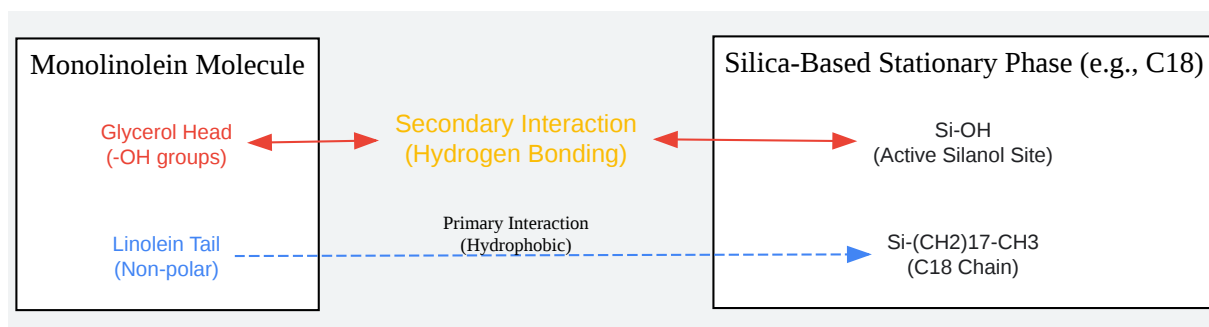 Monolinolein Molecule
Glycerol Head
(-OH groups)
Linolein Tail
(Non-polar)
Secondary Interaction
(Hydrogen Bonding)
Primary Interaction
(Hydrophobic)
Silica-Based Stationary Phase (e.g., C18)
Si-OH
(Active Silanol Site)
Si-(CH2)17-CH3
(C18 Chain)